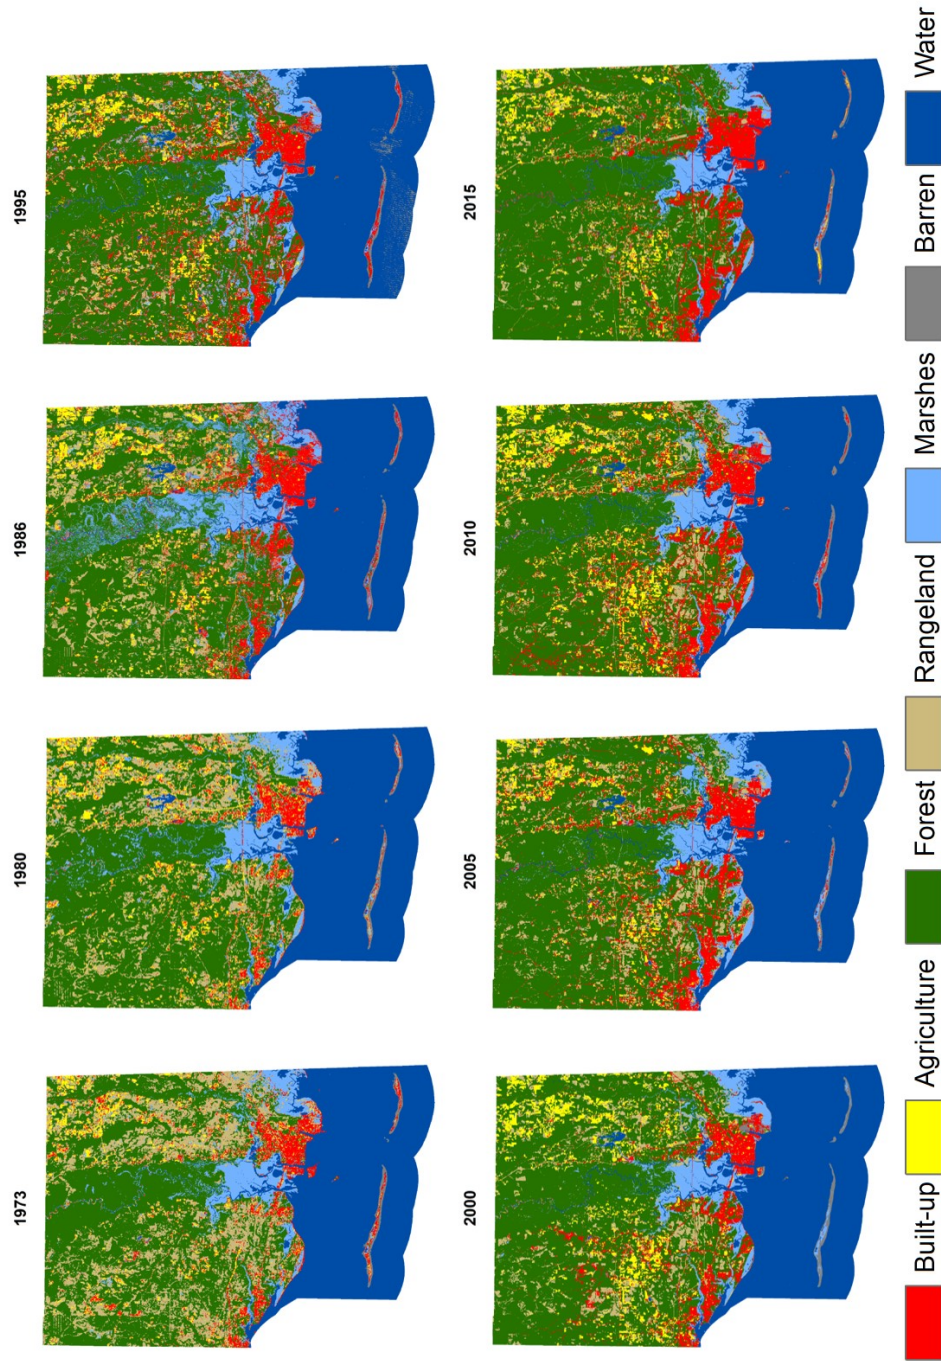 1973
1980
1986
1995
2000
2005
2010
2015
Built-up
Agriculture
Forest
Rangeland
Marshes
Barren
Water